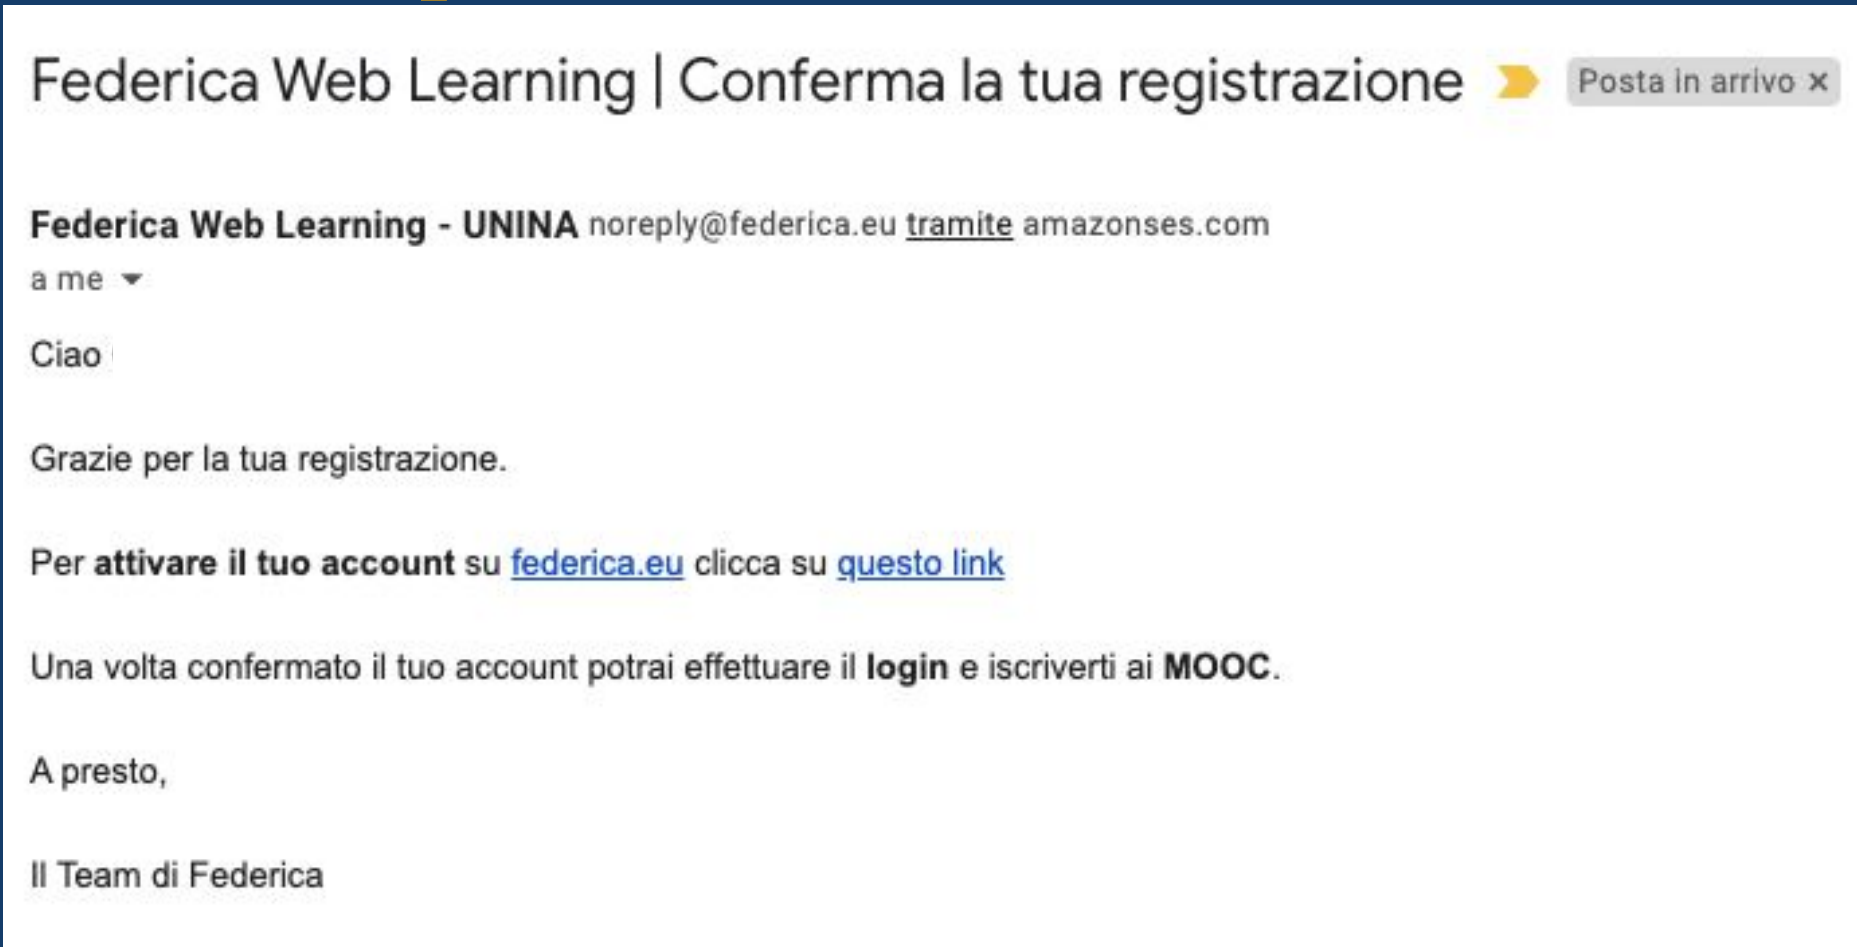 Federica Web Learning | Conferma la tua registrazione Posta in arrivo ×
Federica Web Learning - UNINA noreply@federica.eu tramite amazonses.com
a me
Ciao
Grazie per la tua registrazione.
Per attivare il tuo account su federica.eu clicca su questo link
Una volta confermato il tuo account potrai effettuare il login e iscriverti ai MOOC.
A presto,
Il Team di Federica